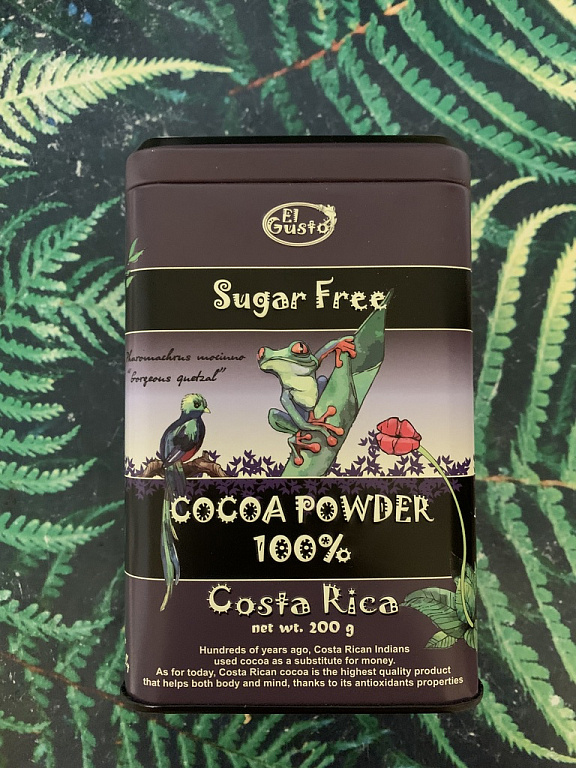 El
Gusto
Sugar Free
Pharomachrus mocinno
"Gorgeous quetzal"
COCOA POWDER
100%
Costa Rica
net wt. 200 g
Hundreds of years ago, Costa Rican Indians
used cocoa as a substitute for money.
As for today, Costa Rican cocoa is the highest quality product
that helps both body and mind, thanks to its antioxidants properties